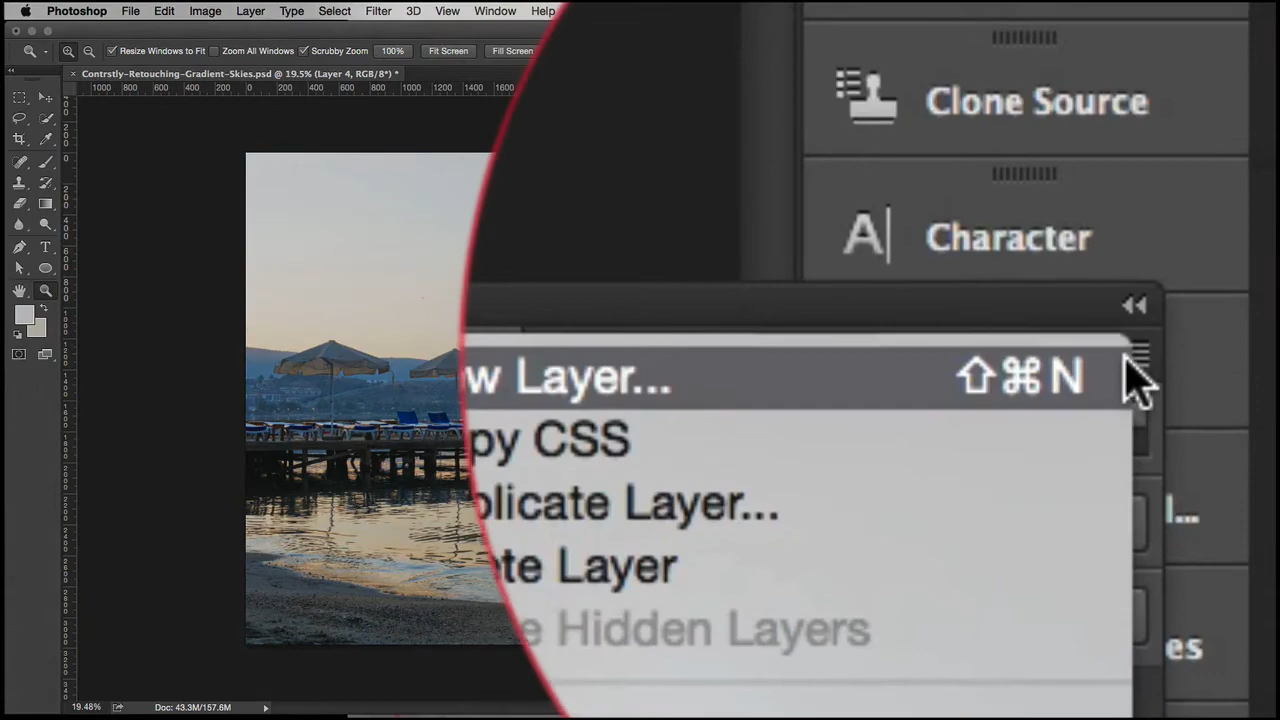 Photoshop File Edit Image Layer Type Select Filter 3D View Window Help
Resize Windows to Fit Zoom All Windows Scrubby Zoom 100% Fit Screen Fill Screen
× Contrstly-Retouching-Gradient-Skies.psd @ 19.5% (Layer 4, RGB/8*) *
1000 800 600 400 200 0 200 400 600 800 1000 1200 1400 1600
Clone Source
Character
w Layer... ⇧⌘N
py CSS
plicate Layer...
te Layer
e Hidden Layers
l...
es
19.48% Doc: 43.3M/157.6M